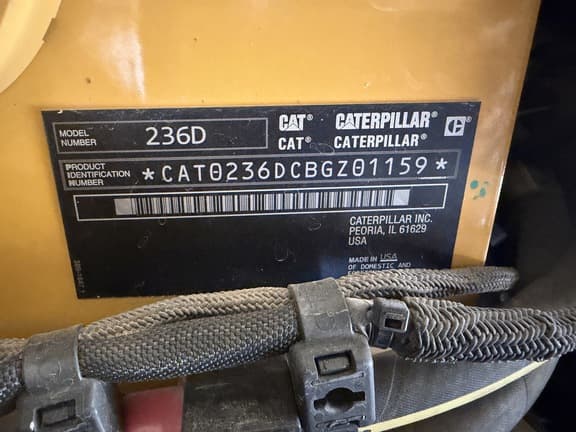 MODEL NUMBER 236D
CAT® CATERPILLAR®
CAT® CATERPILLAR®
PRODUCT IDENTIFICATION NUMBER *CAT0236DCBGZ01159*
CATERPILLAR INC.
PEORIA, IL 61629
USA
MADE IN USA
OF DOMESTIC AND